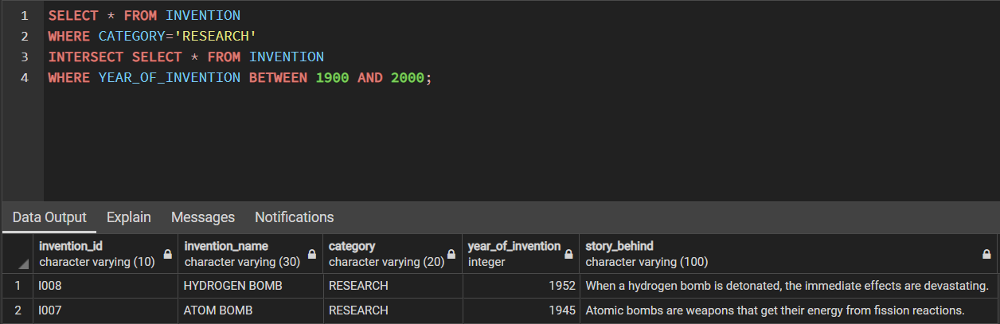 1 SELECT * FROM INVENTION
2 WHERE CATEGORY='RESEARCH'
3 INTERSECT SELECT * FROM INVENTION
4 WHERE YEAR_OF_INVENTION BETWEEN 1900 AND 2000;
Data Output Explain Messages Notifications
invention_id invention_name category year_of_invention story_behind
character varying (10) character varying (30) character varying (20) integer character varying (100)
1 I008 HYDROGEN BOMB RESEARCH 1952 When a hydrogen bomb is detonated, the immediate effects are devastating.
2 I007 ATOM BOMB RESEARCH 1945 Atomic bombs are weapons that get their energy from fission reactions.